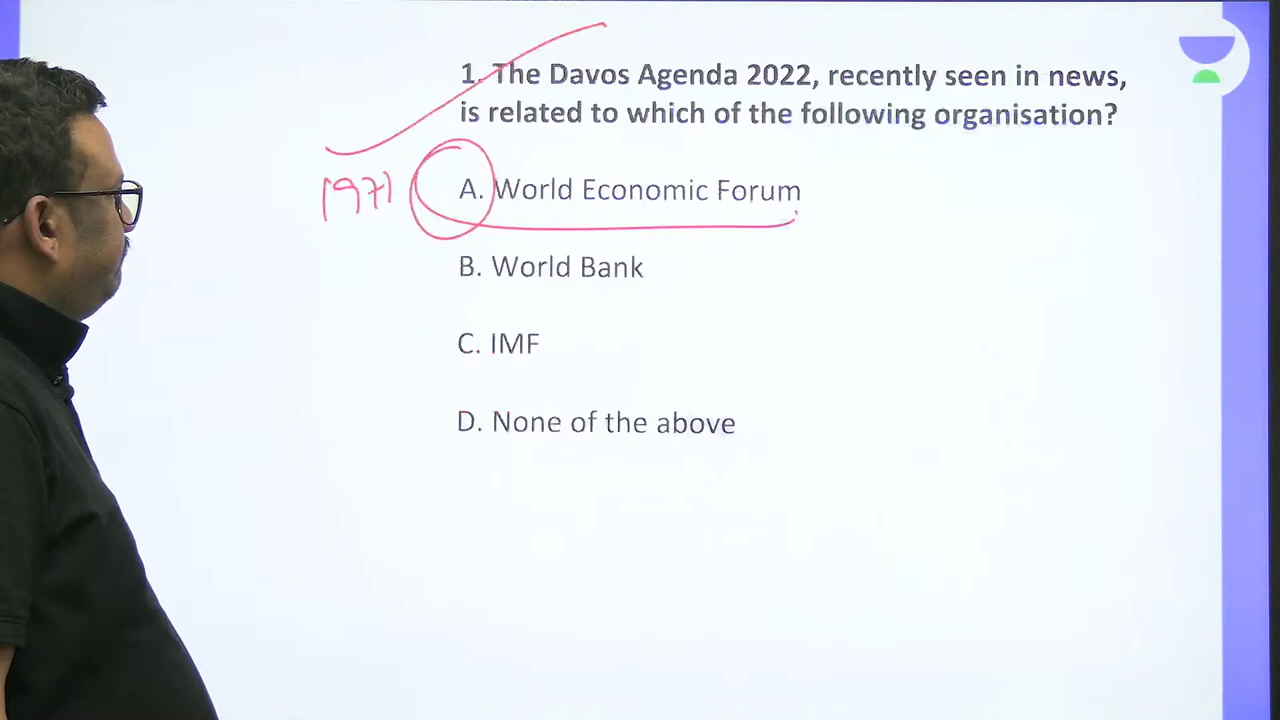 1. The Davos Agenda 2022, recently seen in news,
is related to which of the following organisation?
1971
A. World Economic Forum
B. World Bank
C. IMF
D. None of the above